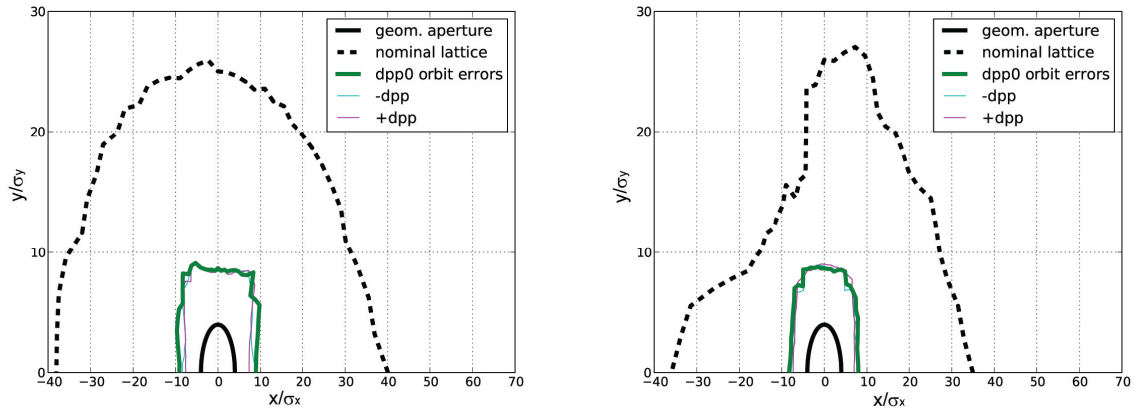 30
20
10
0
−40 −30 −20 −10 0 10 20 30 40 50 60 70
x/σx
y/σy
geom. aperture
nominal lattice
dpp0 orbit errors
-dpp
+dpp
30
20
10
0
−40 −30 −20 −10 0 10 20 30 40 50 60 70
x/σx
y/σy
geom. aperture
nominal lattice
dpp0 orbit errors
-dpp
+dpp